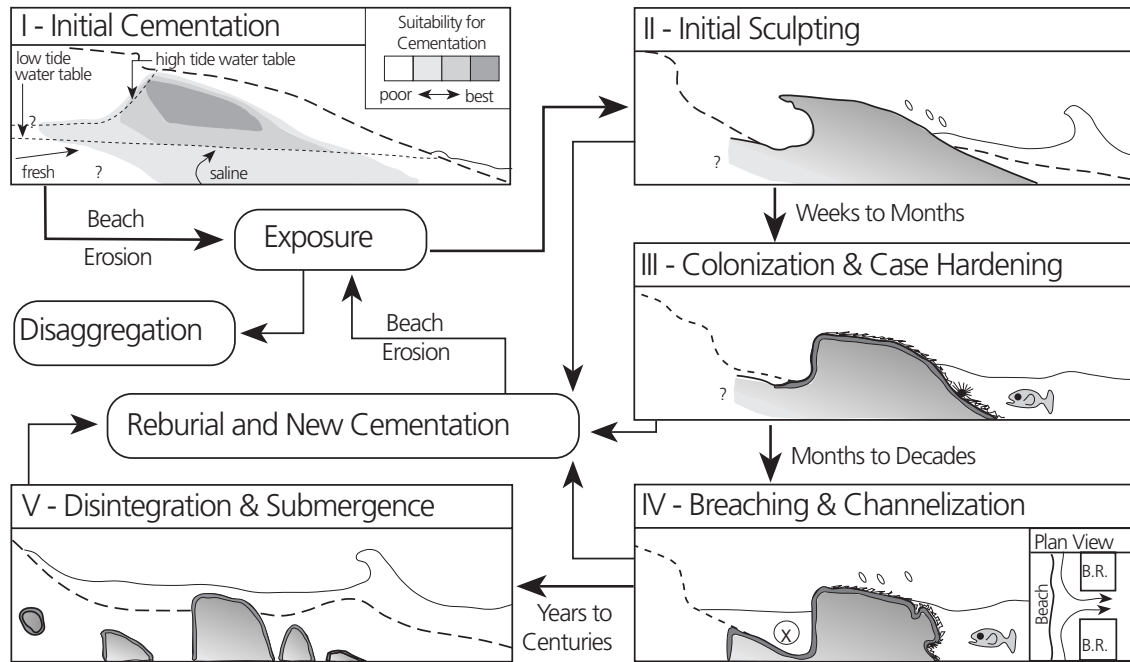 I - Initial Cementation
Suitability for
Cementation
poor
best
low tide
water table
?
high tide water table
?
fresh
?
saline
II - Initial Sculpting
?
Beach
Erosion
Exposure
Weeks to Months
III - Colonization & Case Hardening
?
Disaggregation
Beach
Erosion
Reburial and New Cementation
Months to Decades
V - Disintegration & Submergence
Years to
Centuries
IV - Breaching & Channelization
X
Plan View
Beach
B.R.
B.R.